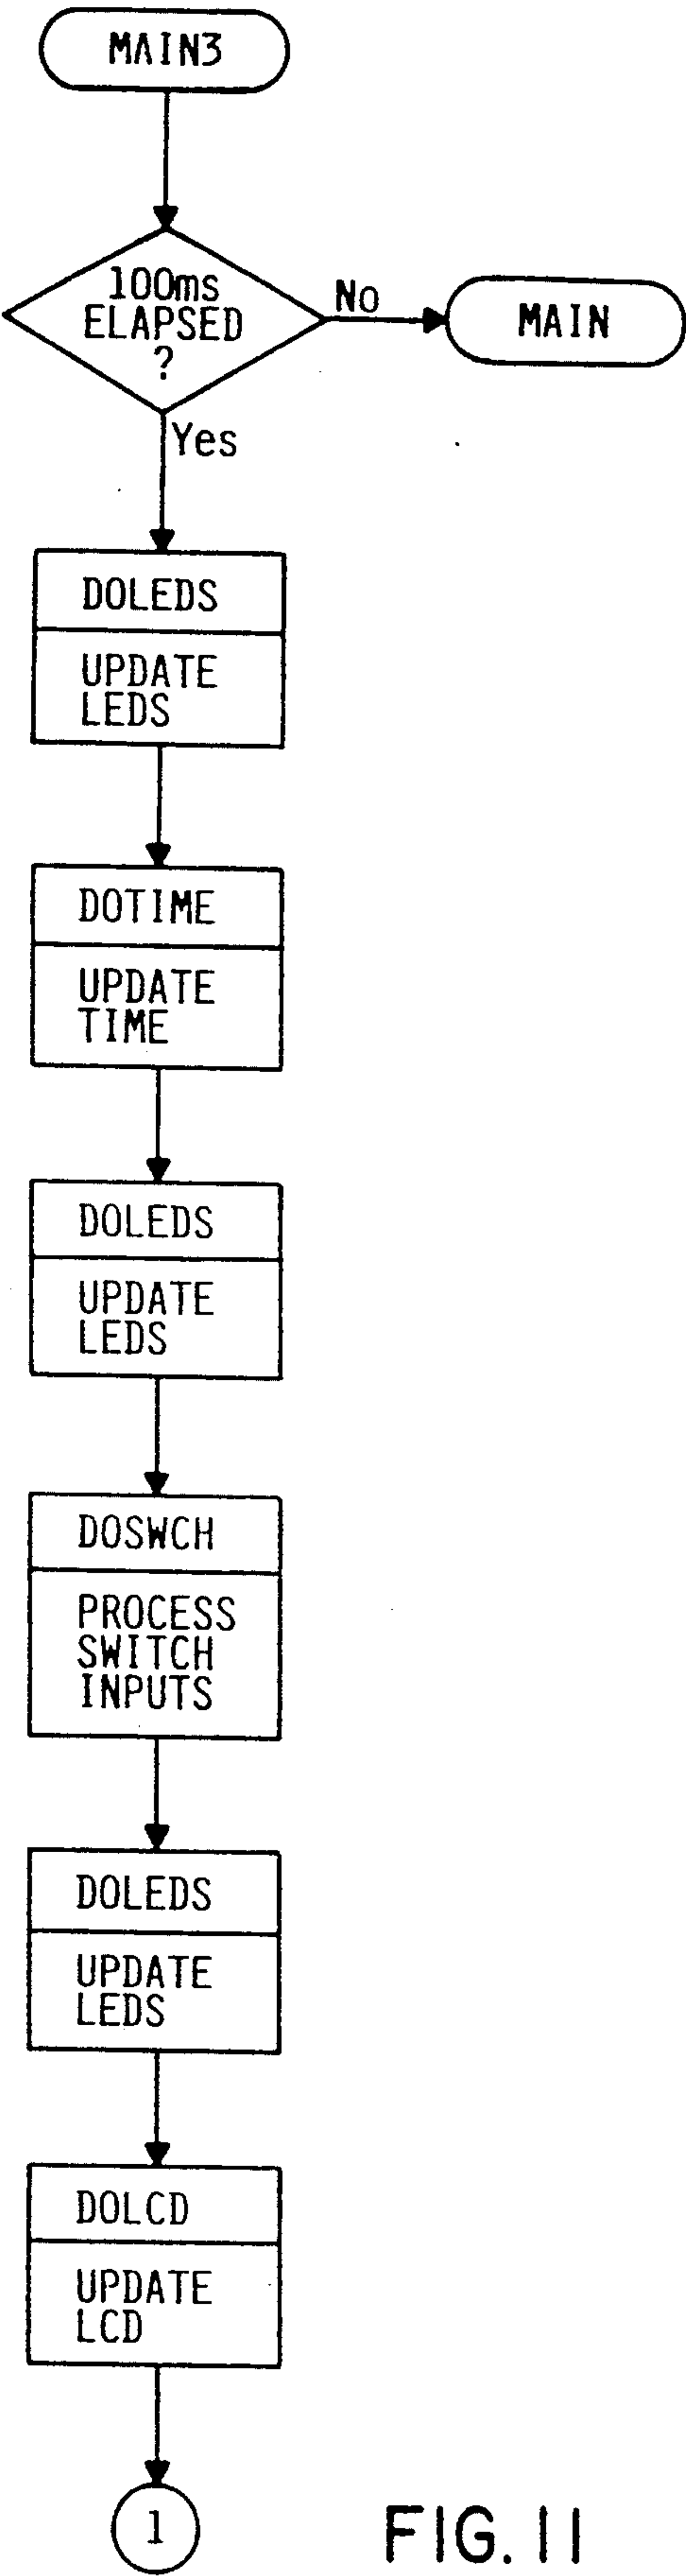 MAIN3
100ms
ELAPSED
?
No
MAIN
Yes
DOLEDS
UPDATE
LEDS
DOTIME
UPDATE
TIME
DOLEDS
UPDATE
LEDS
DOSWCH
PROCESS
SWITCH
INPUTS
DOLEDS
UPDATE
LEDS
DOLCD
UPDATE
LCD
1
FIG. 11